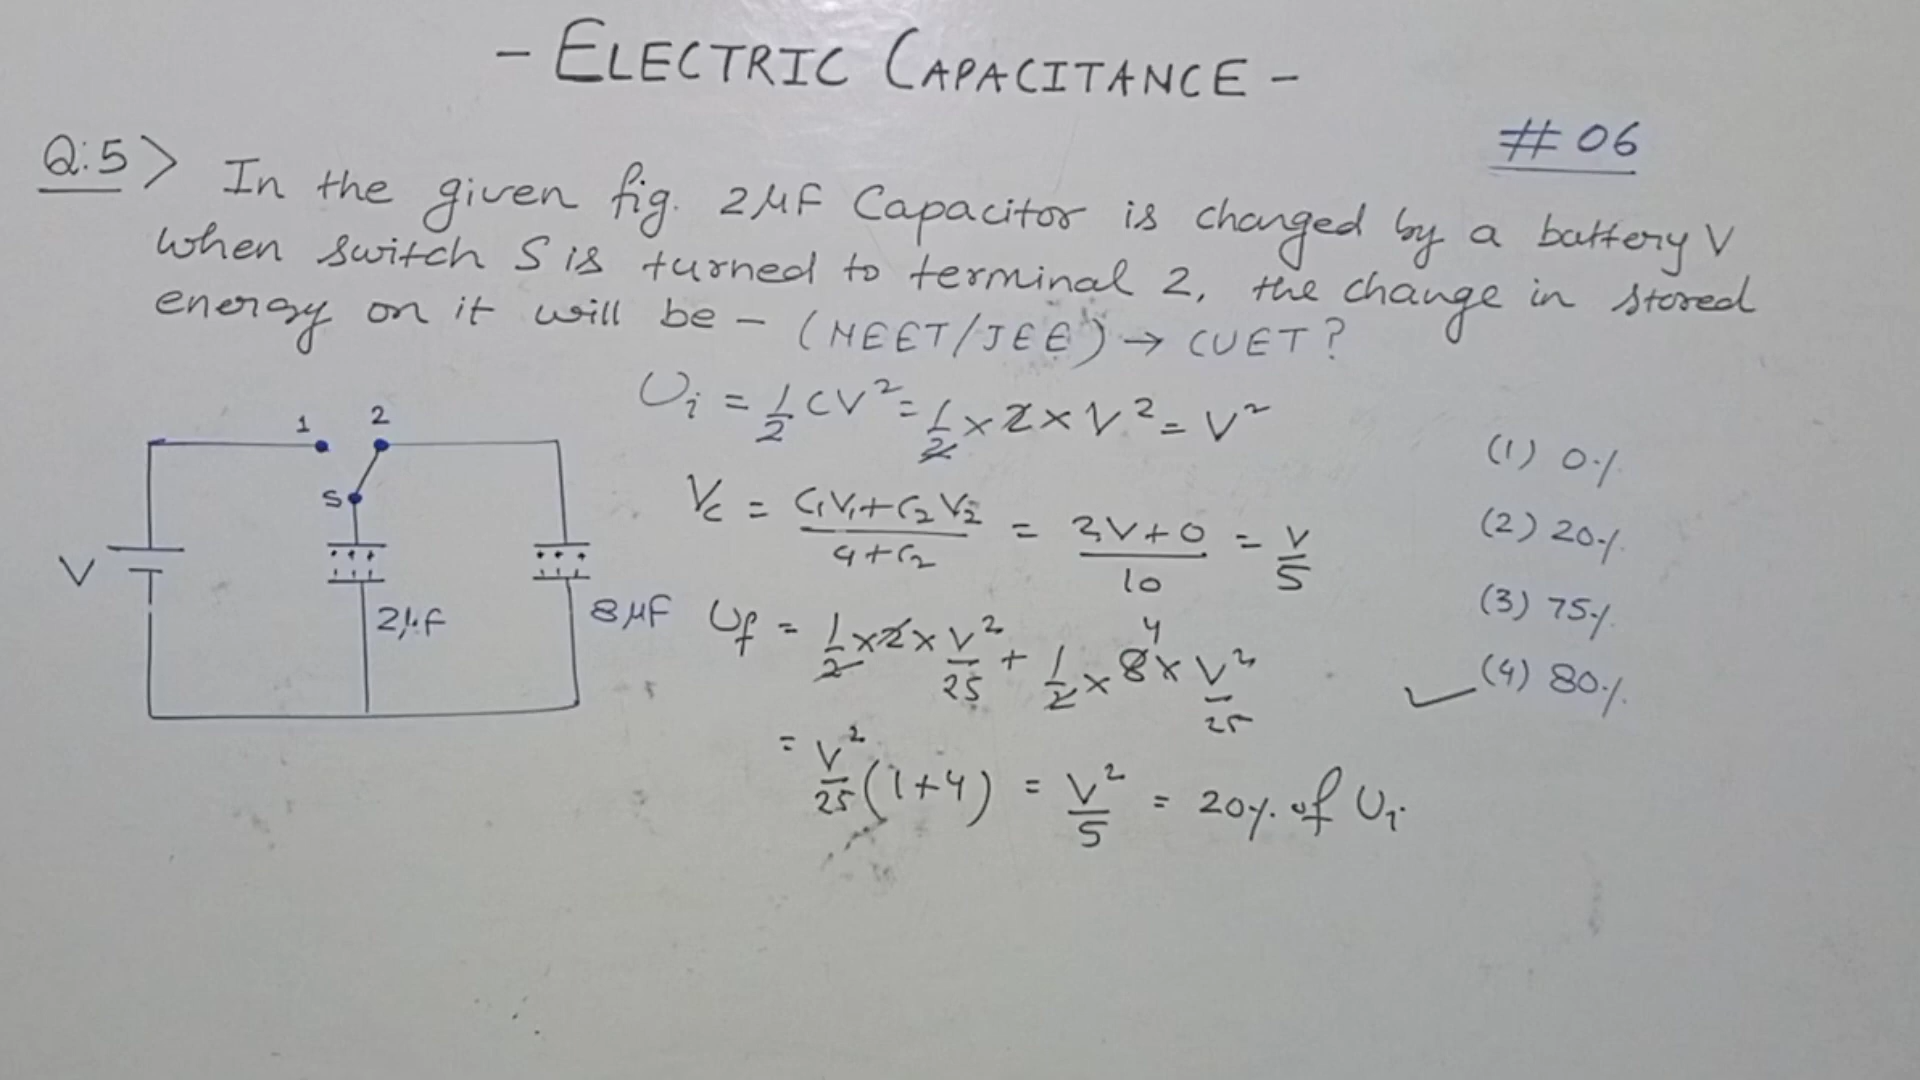 - ELECTRIC CAPACITANCE -
# 06
Q:5> In the given fig. 2μF Capacitor is charged by a battery V
when switch S is turned to terminal 2, the change in stored
energy on it will be - (NEET/JEE) → CUET?
Ui = 1/2 CV² = 1/2 × 2 × V² = V²
Vc = C₁V₁+C₂V₂ / C₁+C₂ = 2V+0 / 10 = V/5
Uf = 1/2 × 2 × V²/25 + 1/2 × 8 × V²/25
4
= V²/25 (1+4) = V²/5 = 20% of Ui
1
2
S
V
2μF
8μF
(1) 0%
(2) 20%
(3) 75%
✓ (4) 80%